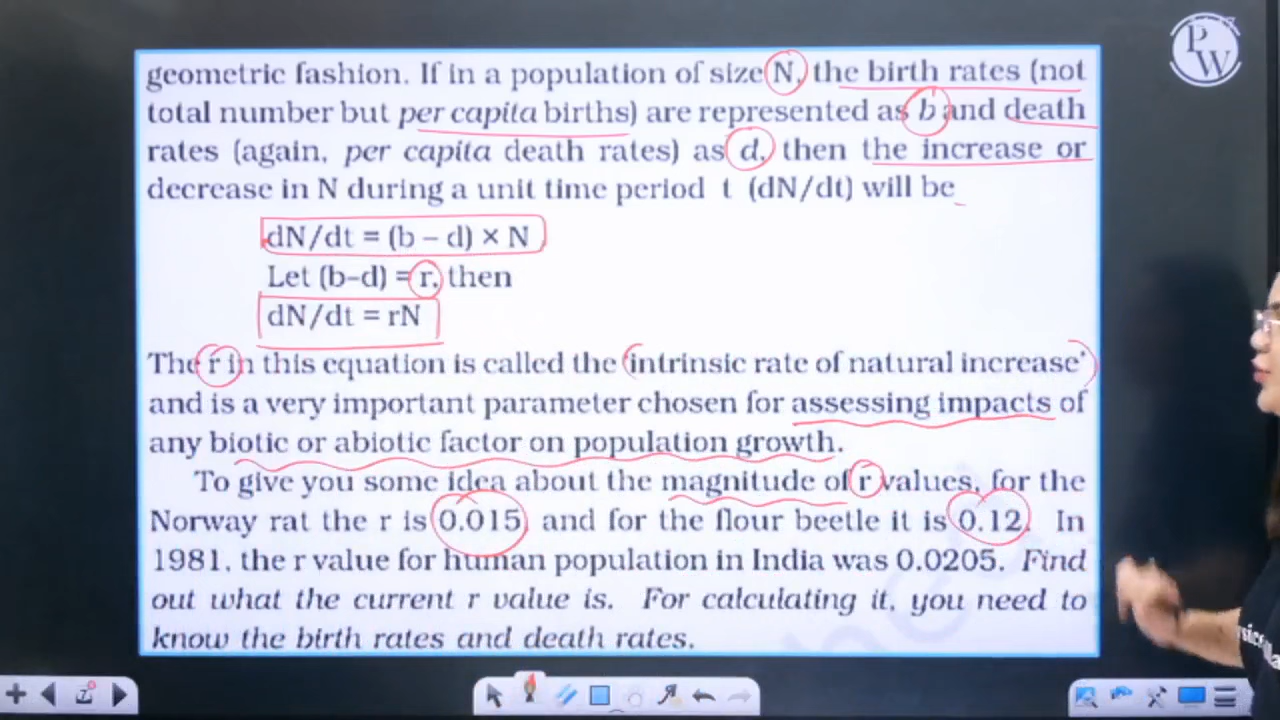 PW
geometric fashion. If in a population of size N, the birth rates (not
total number but per capita births) are represented as b and death
rates (again, per capita death rates) as d, then the increase or
decrease in N during a unit time period t (dN/dt) will be
dN/dt = (b – d) × N
Let (b–d) = r, then
dN/dt = rN
The r in this equation is called the 'intrinsic rate of natural increase'
and is a very important parameter chosen for assessing impacts of
any biotic or abiotic factor on population growth.
To give you some idea about the magnitude of r values, for the
Norway rat the r is 0.015, and for the flour beetle it is 0.12. In
1981, the r value for human population in India was 0.0205. Find
out what the current r value is. For calculating it, you need to
know the birth rates and death rates.